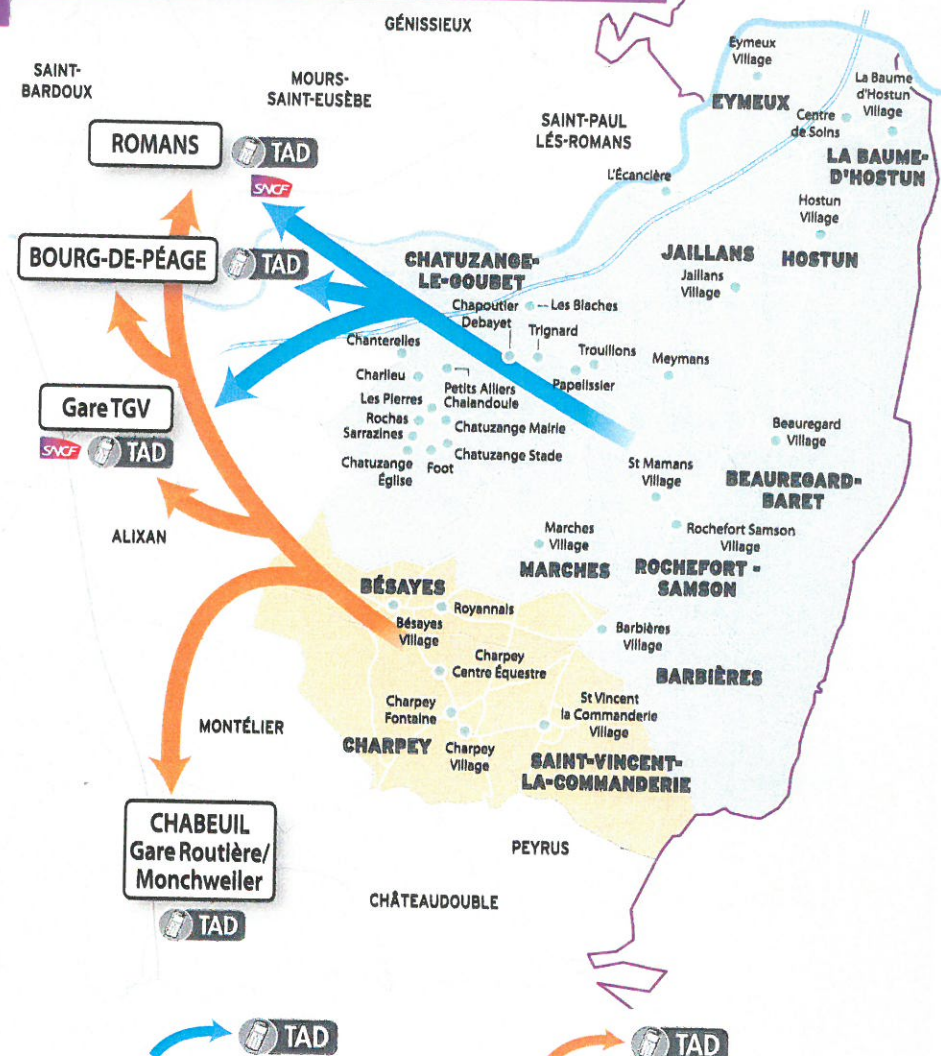 GÉNISSIEUX
SAINT-
BARDOUX
MOURS-
SAINT-EUSÈBE
SAINT-PAUL
LÉS-ROMANS
Eymeux
Village
EYMEUX
La Baume
d'Hostun
Village
Centre
de Soins
LA BAUME-
D'HOSTUN
ROMANS
TAD
SNCF
L'Écancière
Hostun
Village
HOSTUN
BOURG-DE-PÉAGE
TAD
CHATUZANGE-
LE-GOUBET
JAILLANS
Jaillans
Village
Chapoutier
Debayet
Les Blaches
Trignard
Trouillons
Papelissier
Meymans
Chanterelles
Charlieu
Petits Alliers
Chalandoule
Les Pierres
Rochas
Sarrazines
Chatuzange Mairie
Chatuzange Stade
Chatuzange
Église
Foot
Gare TGV
SNCF
TAD
Beauregard
Village
BEAUREGARD-
BARET
St Mamans
Village
Rochefort Samson
Village
ROCHEFORT -
SAMSON
ALIXAN
Marches
Village
MARCHES
BÉSAYES
Bésayes
Village
Royannais
Barbières
Village
BARBIÈRES
Charpey
Centre Équestre
Charpey
Fontaine
CHARPEY
Charpey
Village
St Vincent
la Commanderie
Village
SAINT-VINCENT-
LA-COMMANDERIE
MONTÉLIER
CHABEUIL
Gare Routière/
Monchweiler
TAD
PEYRUS
CHÂTEAUDOUBLE
TAD
TAD